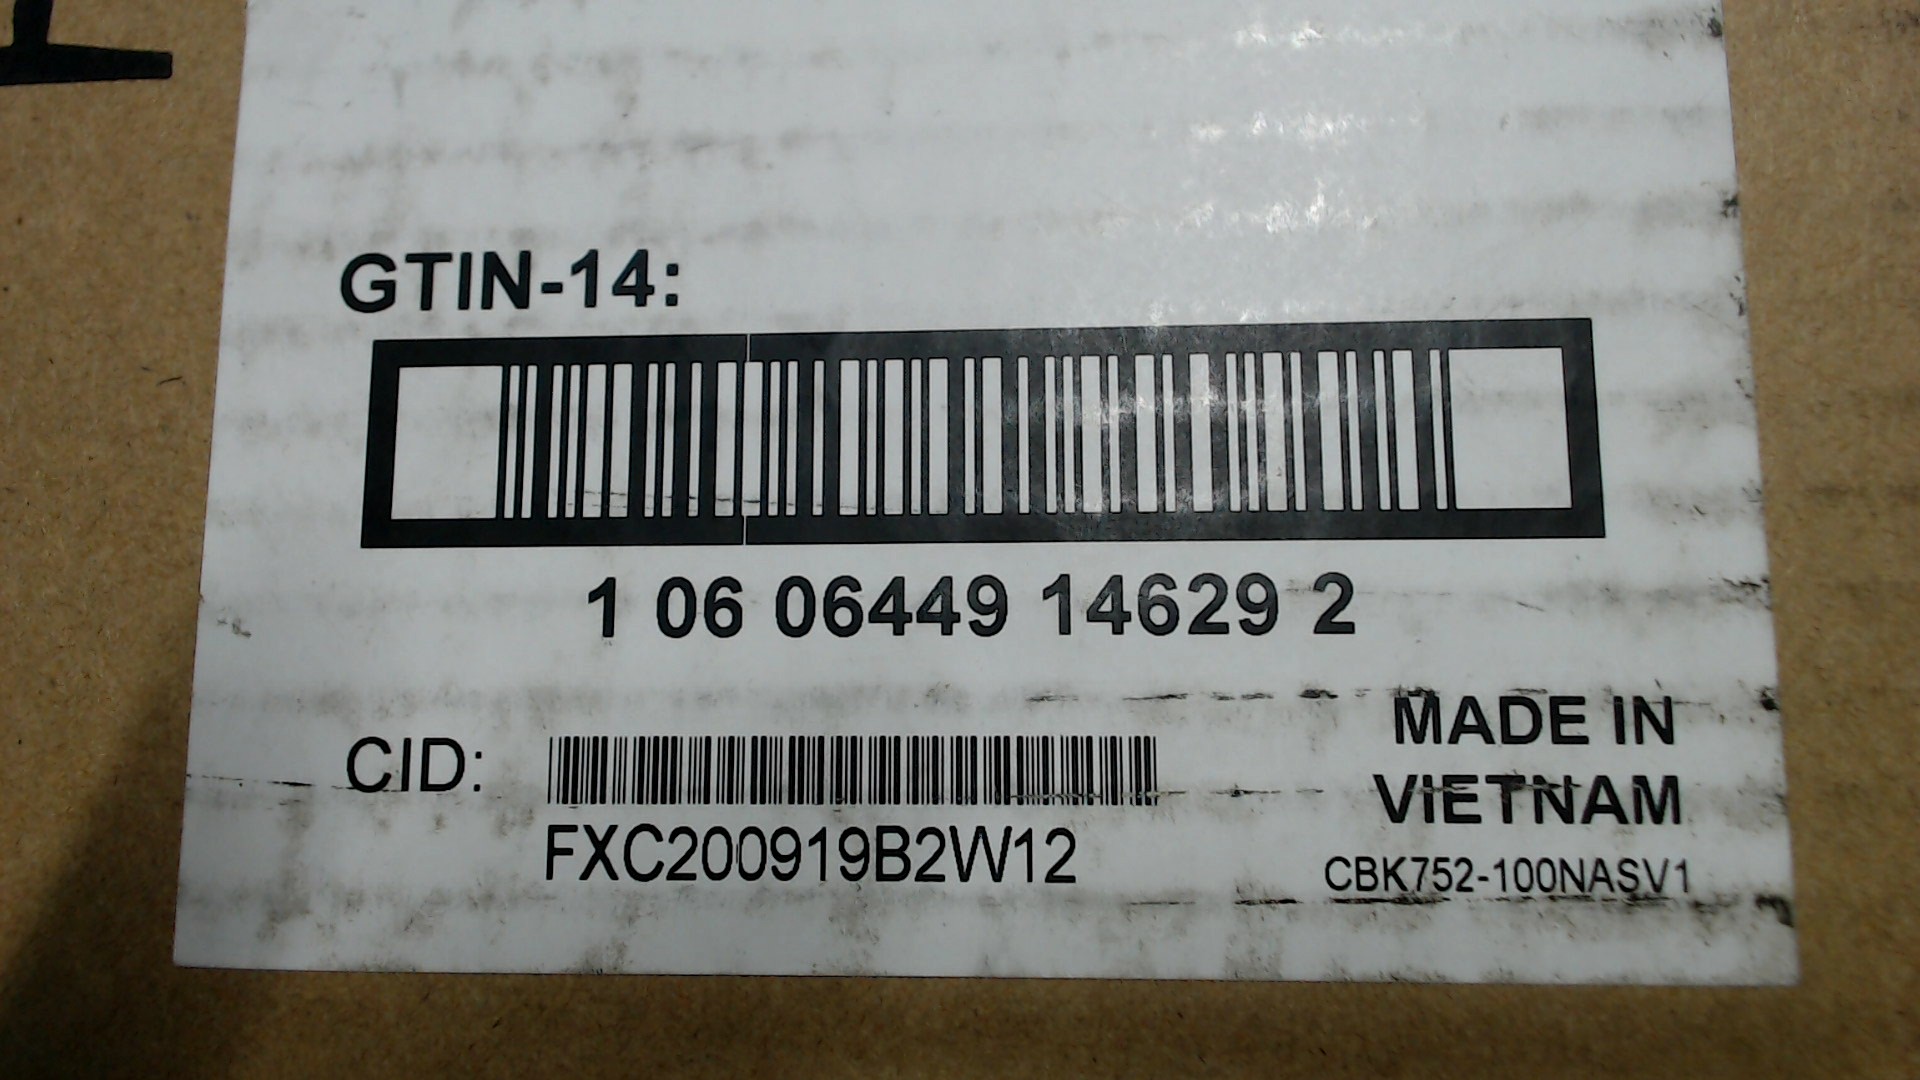 GTIN-14:
1 06 06449 14629 2
CID:
FXC200919B2W12
MADE IN
VIETNAM
CBK752-100NASV1